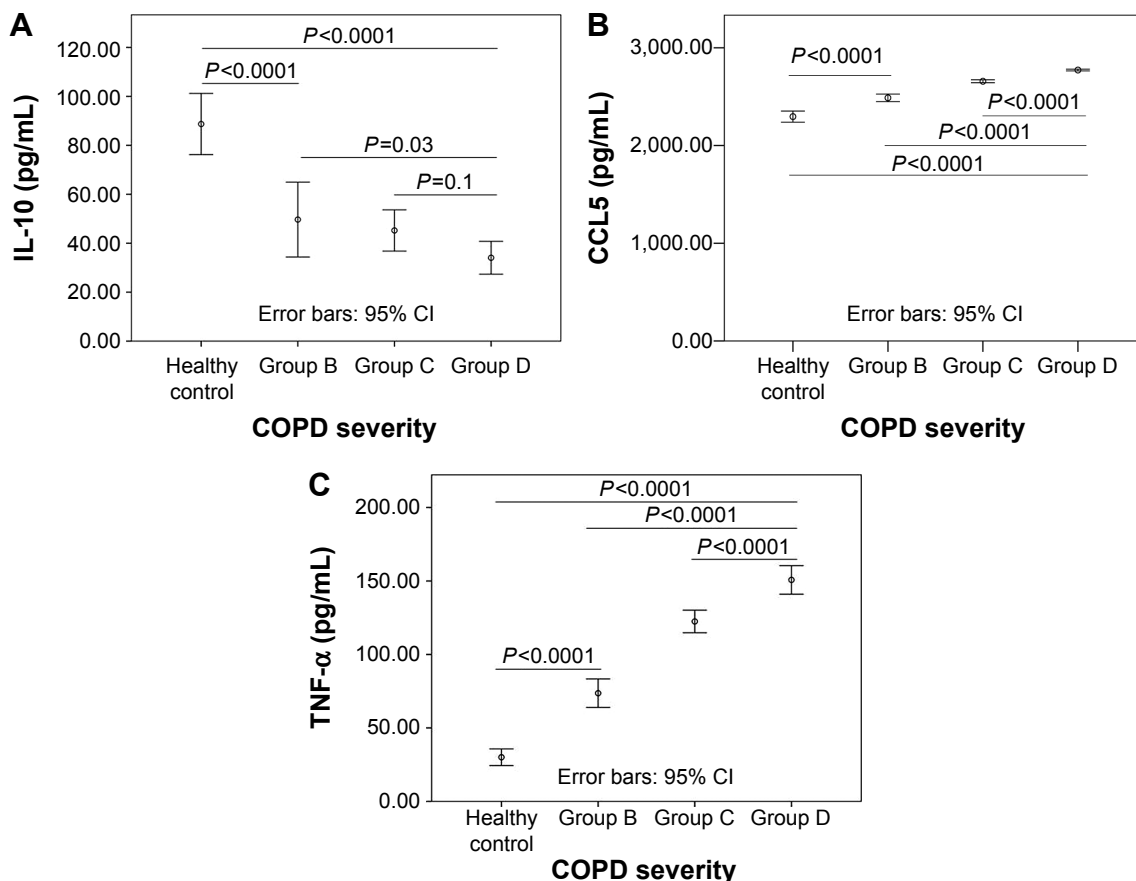 A
IL-10 (pg/mL)
120.00
100.00
80.00
60.00
40.00
20.00
0.00
P<0.0001
P<0.0001
P=0.03
P=0.1
Error bars: 95% CI
Healthy control
Group B
Group C
Group D
COPD severity
B
CCL5 (pg/mL)
3,000.00
2,000.00
1,000.00
0.00
P<0.0001
P<0.0001
P<0.0001
P<0.0001
Error bars: 95% CI
Healthy control
Group B
Group C
Group D
COPD severity
C
TNF-α (pg/mL)
200.00
150.00
100.00
50.00
0.00
P<0.0001
P<0.0001
P<0.0001
P<0.0001
Error bars: 95% CI
Healthy control
Group B
Group C
Group D
COPD severity